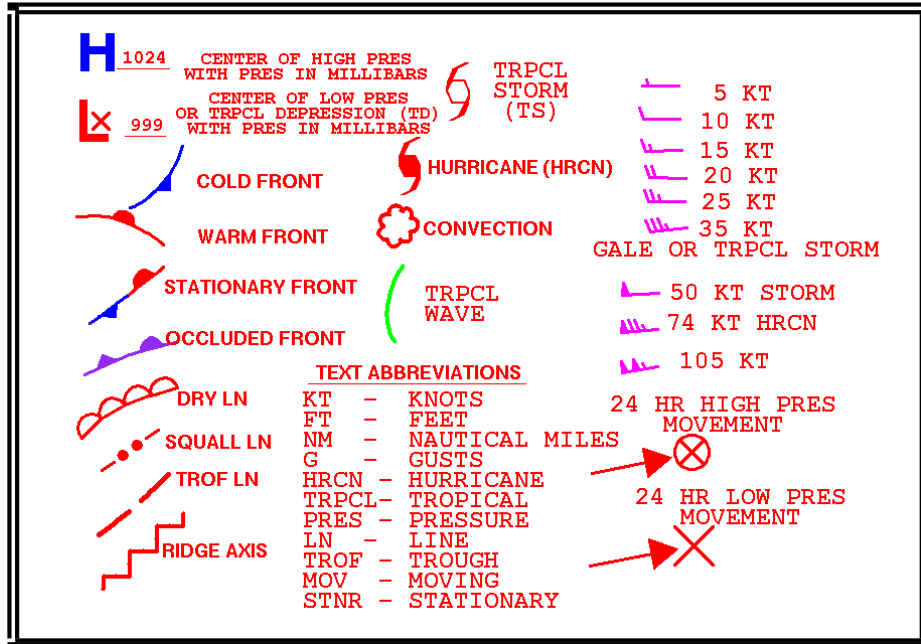 H 1024 CENTER OF HIGH PRES
WITH PRES IN MILLIBARS
L 999 CENTER OF LOW PRES
OR TRPCL DEPRESSION (TD)
WITH PRES IN MILLIBARS
COLD FRONT
WARM FRONT
STATIONARY FRONT
OCCLUDED FRONT
DRY LN
SQUALL LN
TROF LN
RIDGE AXIS
TRPCL
STORM
(TS)
HURRICANE (HRCN)
CONVECTION
TRPCL
WAVE
TEXT ABBREVIATIONS
KT - KNOTS
FT - FEET
NM - NAUTICAL MILES
G - GUSTS
HRCN - HURRICANE
TRPCL- TROPICAL
PRES - PRESSURE
LN - LINE
TROF - TROUGH
MOV - MOVING
STNR - STATIONARY
5 KT
10 KT
15 KT
20 KT
25 KT
35 KT
GALE OR TRPCL STORM
50 KT STORM
74 KT HRCN
105 KT
24 HR HIGH PRES
MOVEMENT
24 HR LOW PRES
MOVEMENT